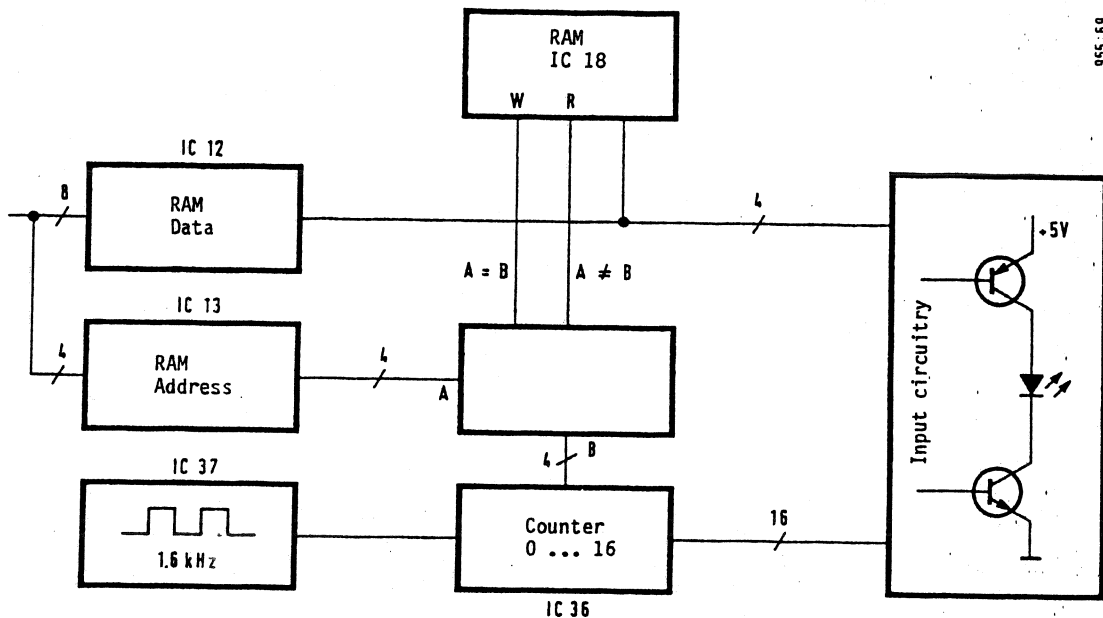 RAM
IC 18
W R
IC 12
8
RAM
Data
4
A = B
A ≠ B
IC 13
4
RAM
Address
4
A
4
B
IC 37
1.6 kHz
Counter
0 ... 16
IC 36
16
+5V
Input circuitry